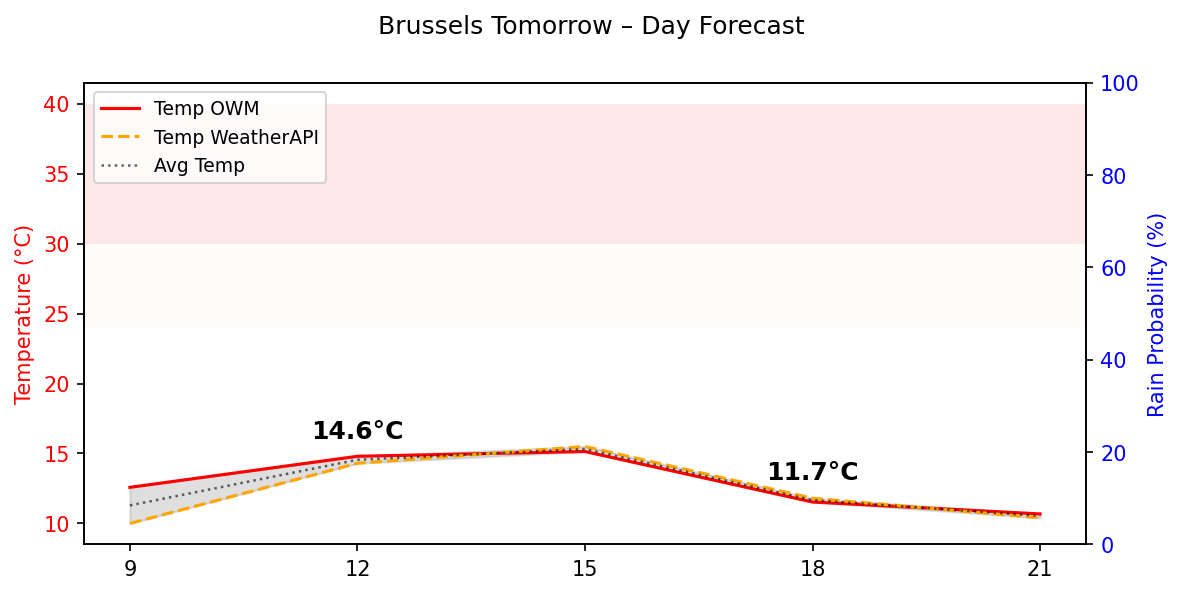 Brussels Tomorrow – Day Forecast
Temp OWM
Temp WeatherAPI
Avg Temp
Temperature (°C)
40
35
30
25
20
15
10
14.6°C
11.7°C
100
80
60
40
20
0
Rain Probability (%)
9 12 15 18 21